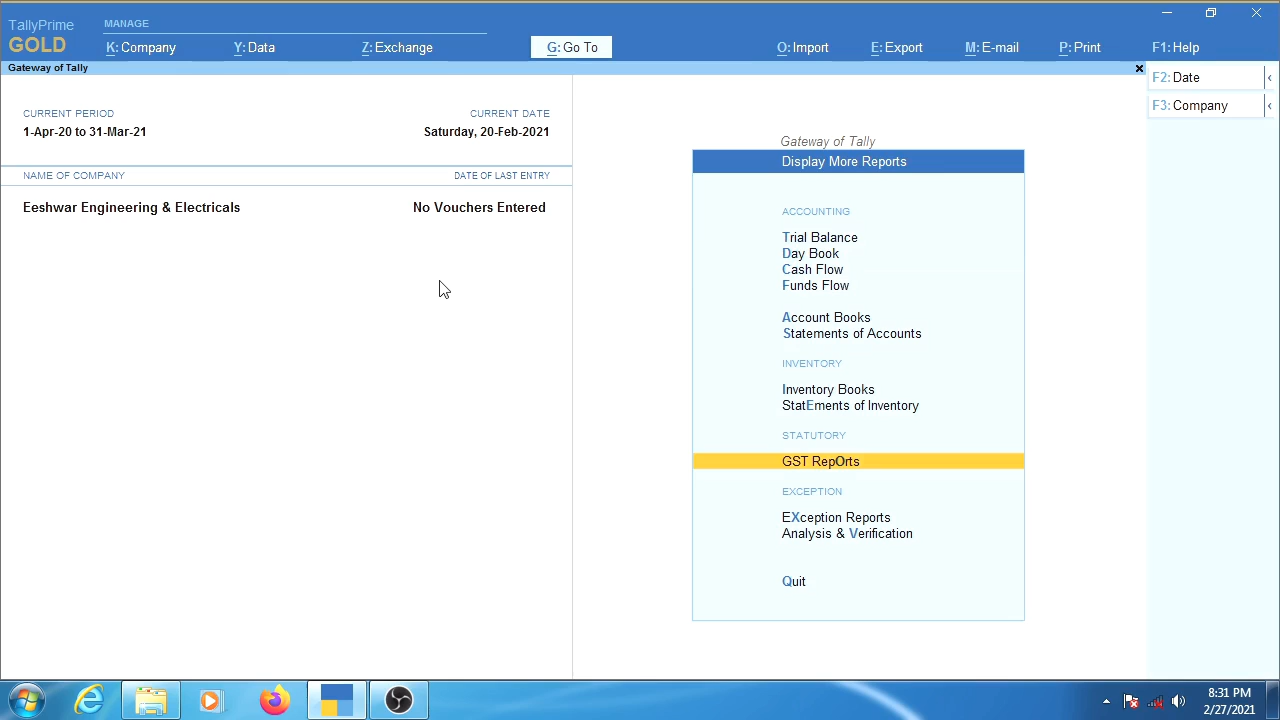 TallyPrime
GOLD
MANAGE
K: Company
Y: Data
Z: Exchange
G: Go To
O: Import
E: Export
M: E-mail
P: Print
F1: Help
Gateway of Tally
F2: Date
F3: Company
CURRENT PERIOD
CURRENT DATE
1-Apr-20 to 31-Mar-21
Saturday, 20-Feb-2021
NAME OF COMPANY
DATE OF LAST ENTRY
Eeshwar Engineering & Electricals
No Vouchers Entered
Gateway of Tally
Display More Reports
ACCOUNTING
Trial Balance
Day Book
Cash Flow
Funds Flow
Account Books
Statements of Accounts
INVENTORY
Inventory Books
StatEments of Inventory
STATUTORY
GST RepOrts
EXCEPTION
EXception Reports
Analysis & Verification
Quit
8:31 PM
2/27/2021